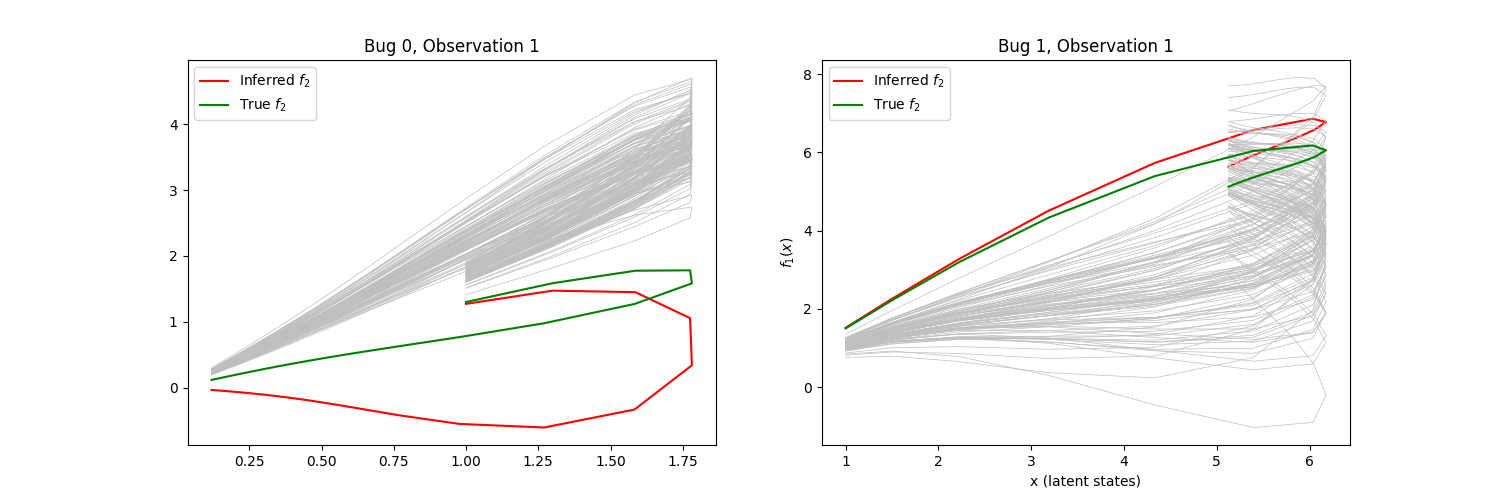 Bug 0, Observation 1
Inferred f₂
True f₂
4
3
2
1
0
0.25 0.50 0.75 1.00 1.25 1.50 1.75
Bug 1, Observation 1
Inferred f₂
True f₂
8
6
4
2
0
f₁(x)
1 2 3 4 5 6
x (latent states)